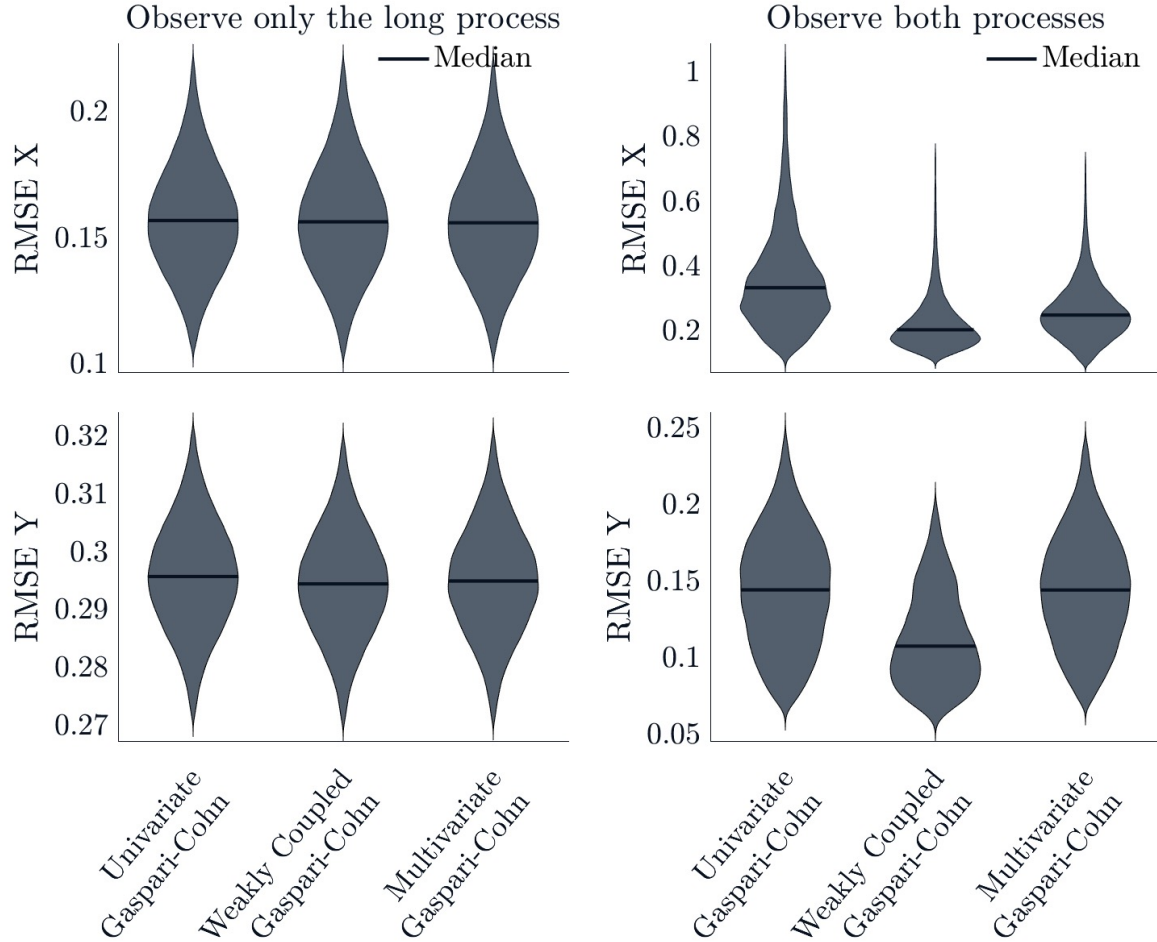 Observe only the long process
Observe both processes
Median
Median
RMSE X
0.2
0.15
0.1
RMSE X
1
0.8
0.6
0.4
0.2
RMSE Y
0.32
0.31
0.3
0.29
0.28
0.27
RMSE Y
0.25
0.2
0.15
0.1
0.05
Univariate
Gaspari-Cohn
Weakly Coupled
Gaspari-Cohn
Multivariate
Gaspari-Cohn
Univariate
Gaspari-Cohn
Weakly Coupled
Gaspari-Cohn
Multivariate
Gaspari-Cohn